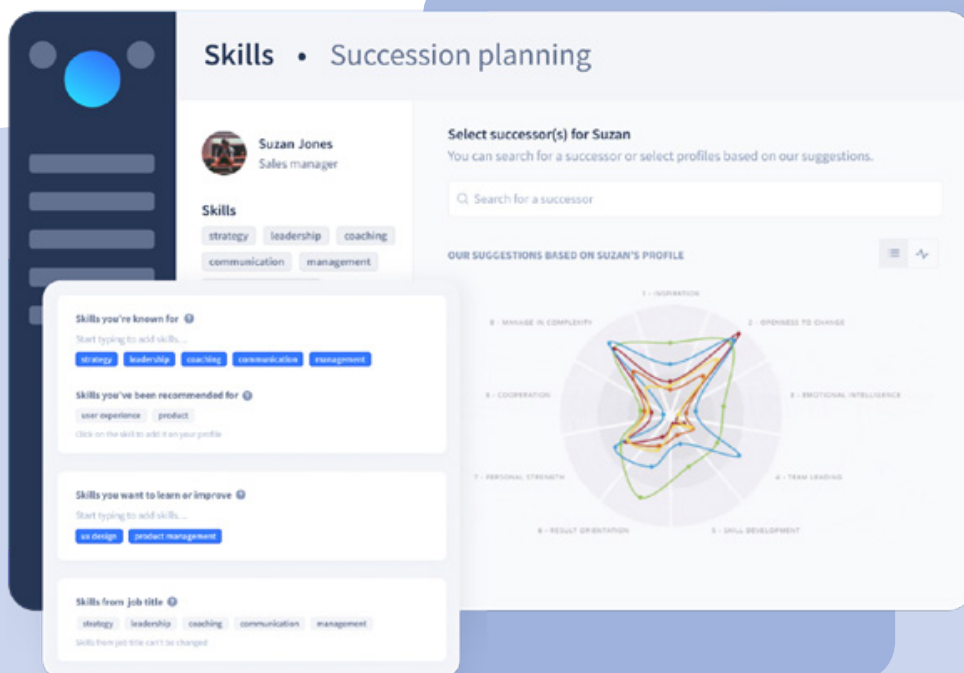 Skills • Succession planning
Suzan Jones
Sales manager
Skills
strategy leadership coaching
communication management
Select successor(s) for Suzan
You can search for a successor or select profiles based on our suggestions.
Search for a successor
OUR SUGGESTIONS BASED ON SUZAN'S PROFILE
1 - INSPIRATION
2 - OPENNESS TO CHANGE
3 - EMOTIONAL INTELLIGENCE
4 - TEAM LEADING
5 - SKILL DEVELOPMENT
6 - RESULT ORIENTATION
7 - PERSONAL STRENGTH
8 - COOPERATION
9 - MANAGE IN COMPLEXITY
Skills you're known for
Start typing to add skills...
strategy leadership coaching communication management
Skills you've been recommended for
user experience product
Click on the skill to add it on your profile
Skills you want to learn or improve
Start typing to add skills...
ux design product management
Skills from job title
strategy leadership coaching communication management
Skills from job title can't be changed